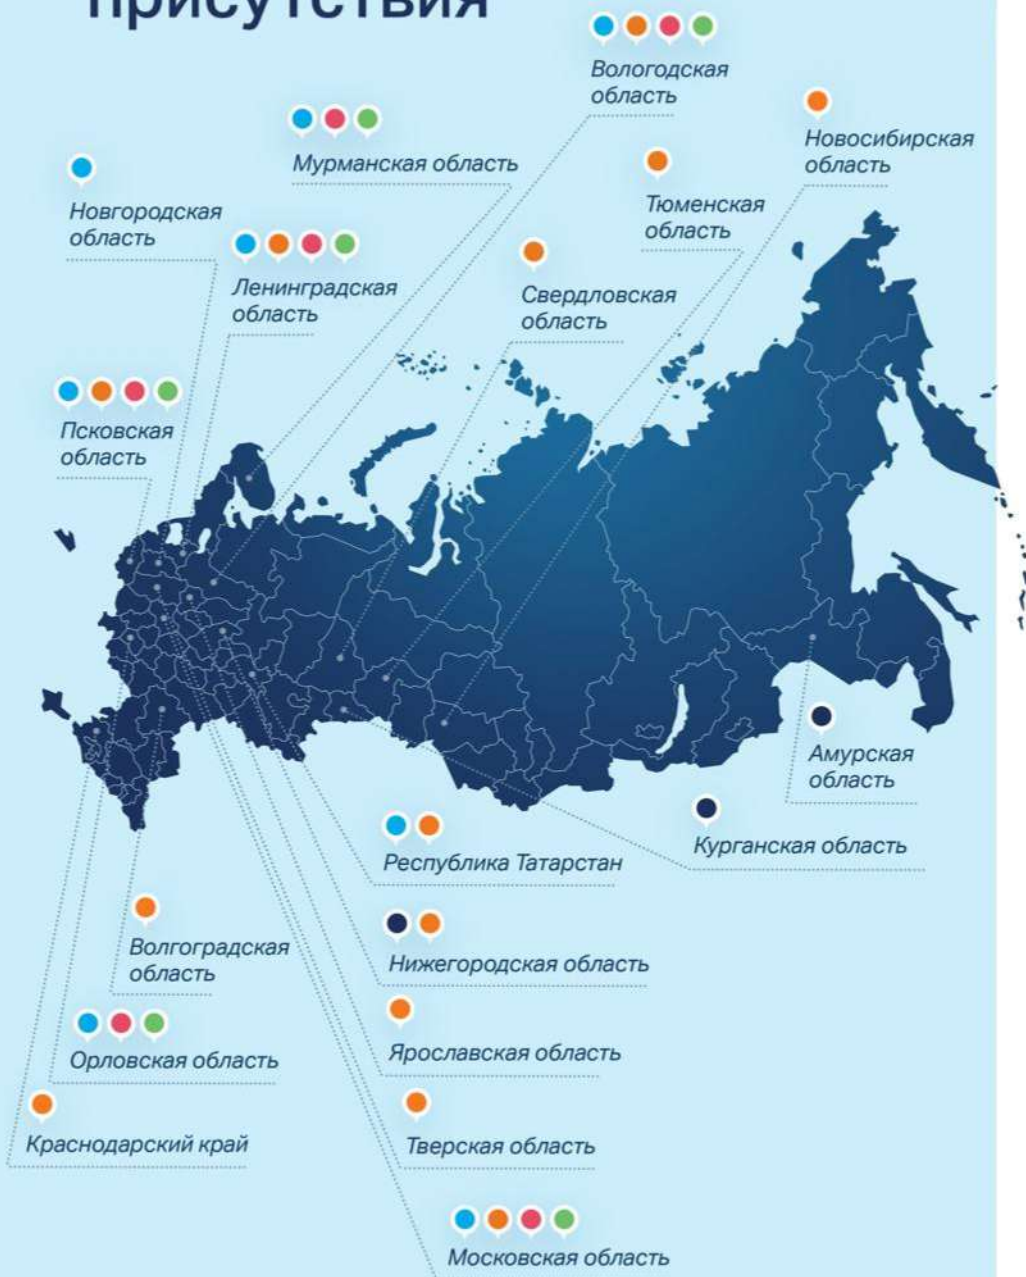 присутствия
Вологодская
область
Новосибирская
область
Мурманская область
Тюменская
область
Новгородская
область
Ленинградская
область
Свердловская
область
Псковская
область
Амурская
область
Курганская область
Республика Татарстан
Волгоградская
область
Нижегородская область
Орловская область
Ярославская область
Краснодарский край
Тверская область
Московская область